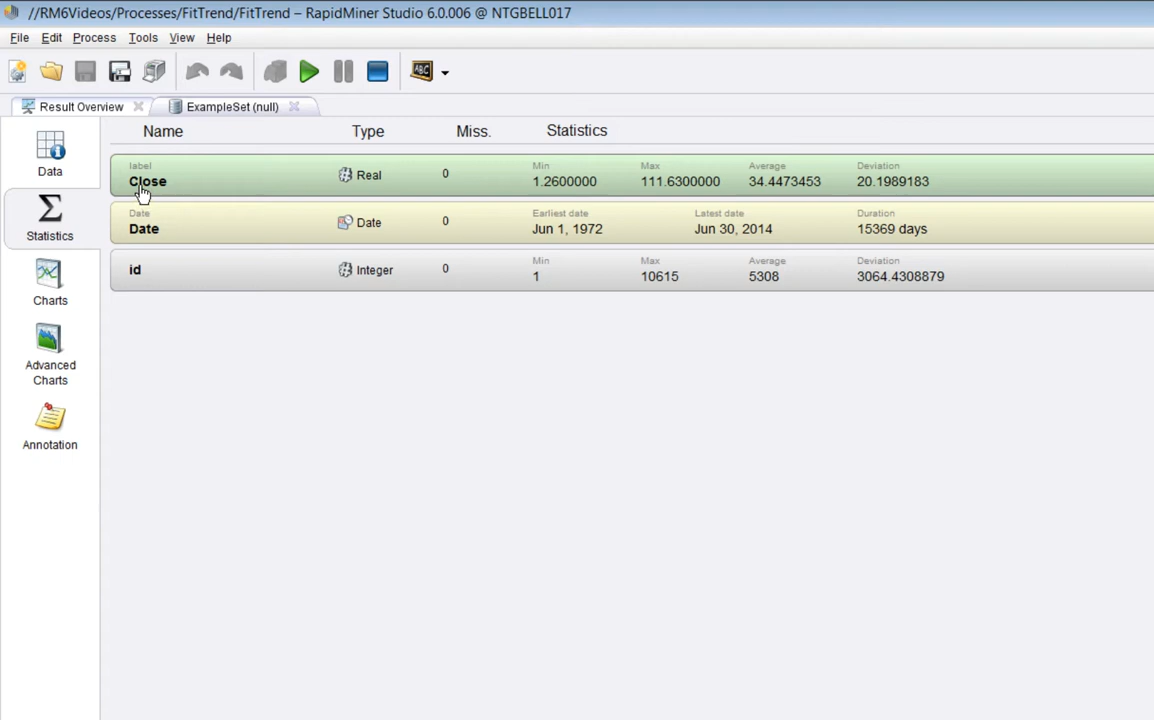 //RM6Videos/Processes/FitTrend/FitTrend – RapidMiner Studio 6.0.006 @ NTGBELL017
File Edit Process Tools View Help
ABC
Result Overview ExampleSet (null)
Name Type Miss. Statistics
Data
label Min Max Average Deviation
Close Real 0 1.2600000 111.6300000 34.4473453 20.1989183
Statistics
Date Earliest date Latest date Duration
Date Date 0 Jun 1, 1972 Jun 30, 2014 15369 days
Min Max Average Deviation
id Integer 0 1 10615 5308 3064.4308879
Charts
Advanced
Charts
Annotation